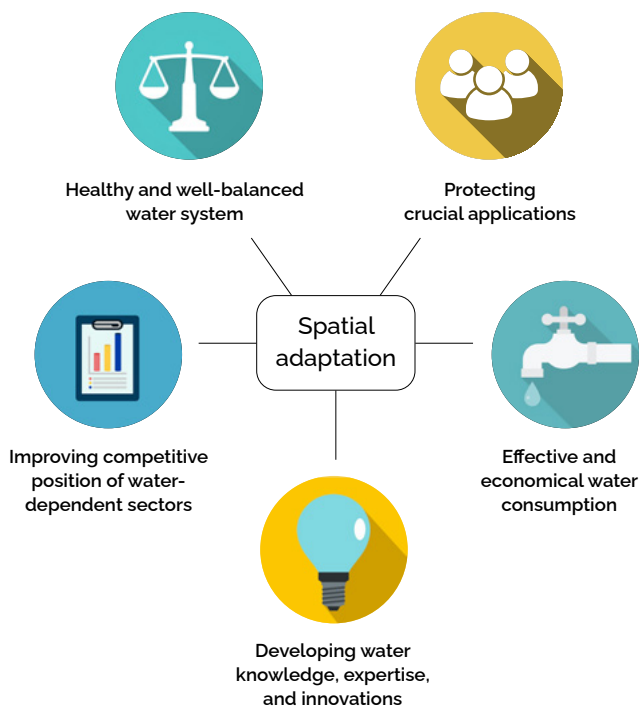 Healthy and well-balanced
water system
Protecting
crucial applications
Spatial
adaptation
Improving competitive
position of water-
dependent sectors
Effective and
economical water
consumption
Developing water
knowledge, expertise,
and innovations